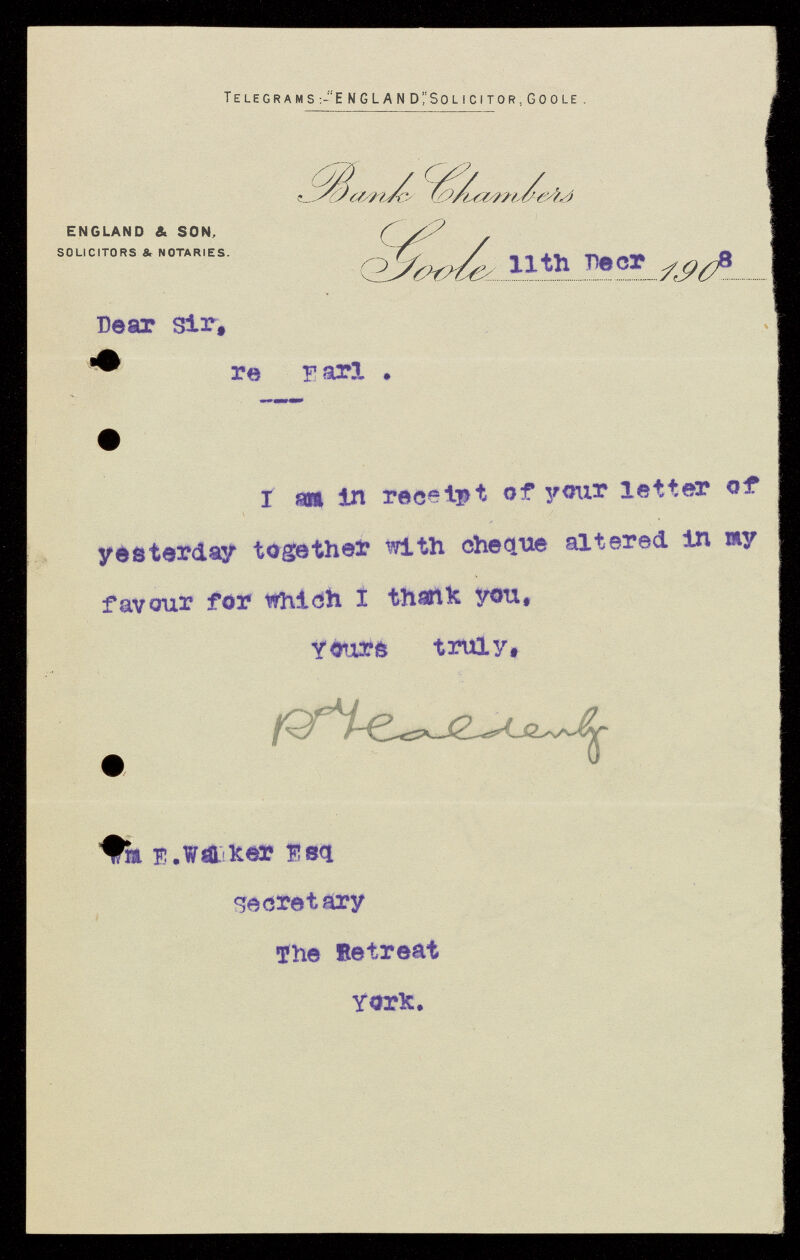 TELEGRAMS:-"ENGLAND," SOLICITOR, GOOLE.
Bank Chambers
ENGLAND & SON,
SOLICITORS & NOTARIES.
Goole 11th Decr 1908
Dear Sir,
re Earl .
I am in receipt of your letter of
yesterday together with cheque altered in my
favour for which I thank you.
Yours truly,
Rd Haldenby
Wm E.Walker Esq
Secretary
The Retreat
York.